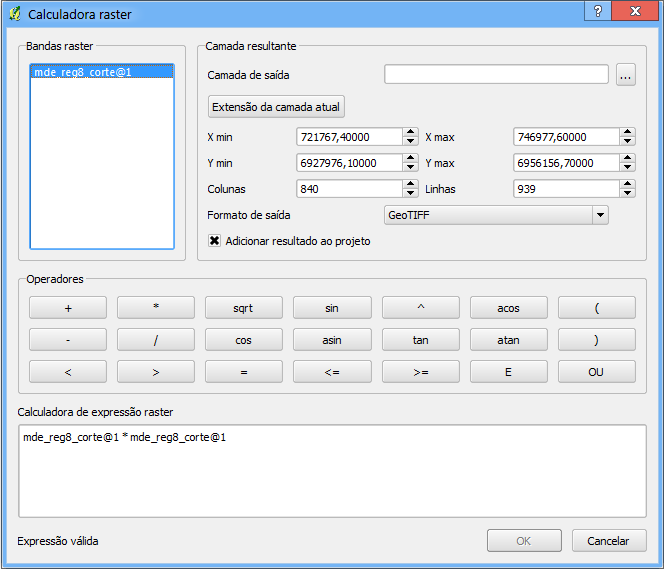 Calculadora raster
?
X
Bandas raster
mde_reg8_corte@1
Camada resultante
Camada de saída
...
Extensão da camada atual
X min 721767,40000 X max 746977,60000
Y min 6927976,10000 Y max 6956156,70000
Colunas 840 Linhas 939
Formato de saída GeoTIFF
Adicionar resultado ao projeto
Operadores
+ * sqrt sin ^ acos (
- / cos asin tan atan )
< > = <= >= E OU
Calculadora de expressão raster
mde_reg8_corte@1 * mde_reg8_corte@1
Expressão válida
OK Cancelar